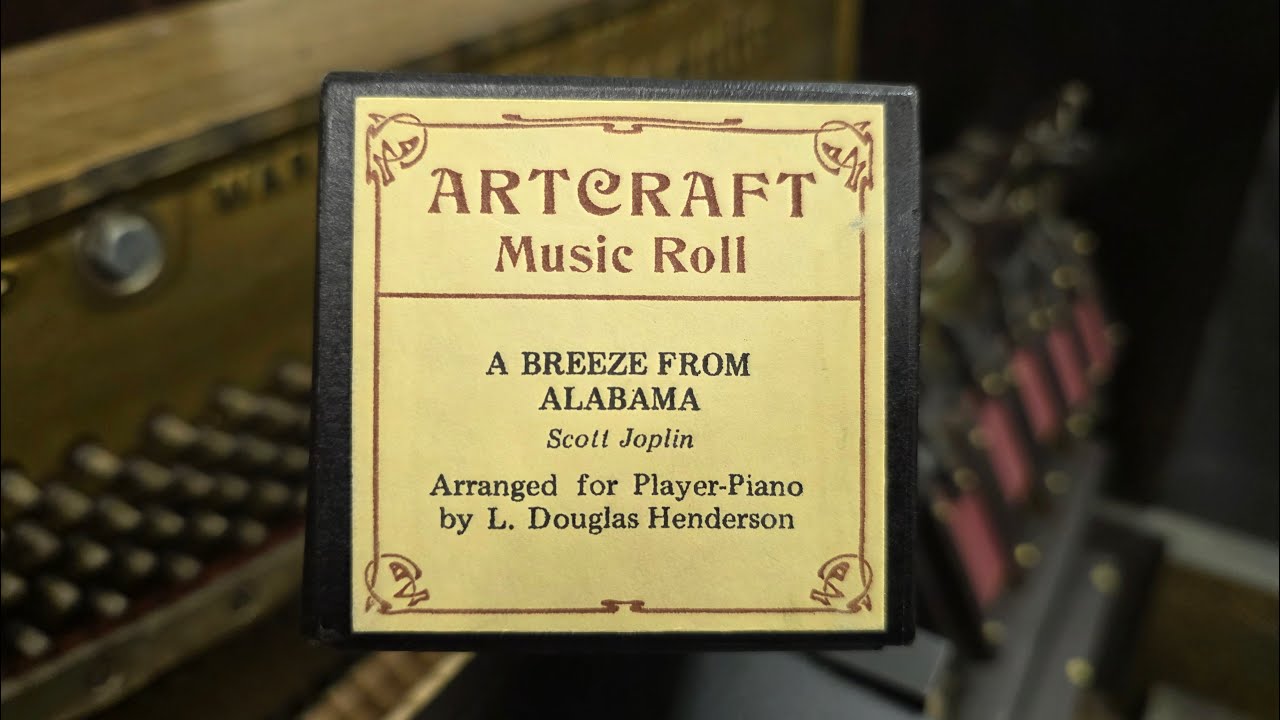 ARTCRAFT
Music Roll
A BREEZE FROM
ALABAMA
Scott Joplin
Arranged for Player-Piano
by L. Douglas Henderson